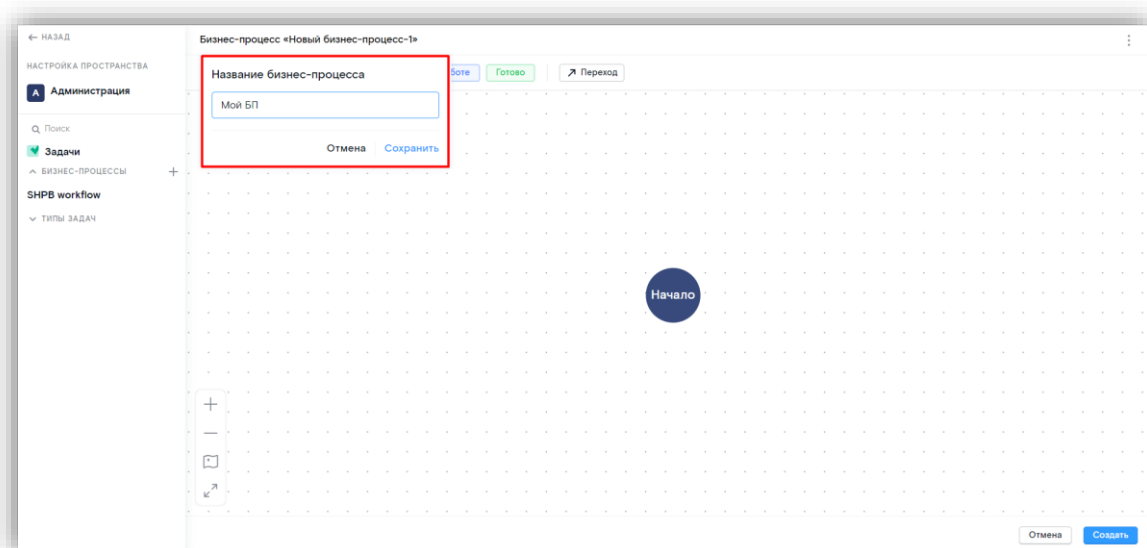 ← НАЗАД
Бизнес-процесс «Новый бизнес-процесс-1»
НАСТРОЙКА ПРОСТРАНСТВА
А Администрация
Название бизнес-процесса
Готово
Переход
Мой БП
Поиск
Задачи
Отмена Сохранить
БИЗНЕС-ПРОЦЕССЫ
SHPB workflow
ТИПЫ ЗАДАЧ
Начало
Отмена Создать